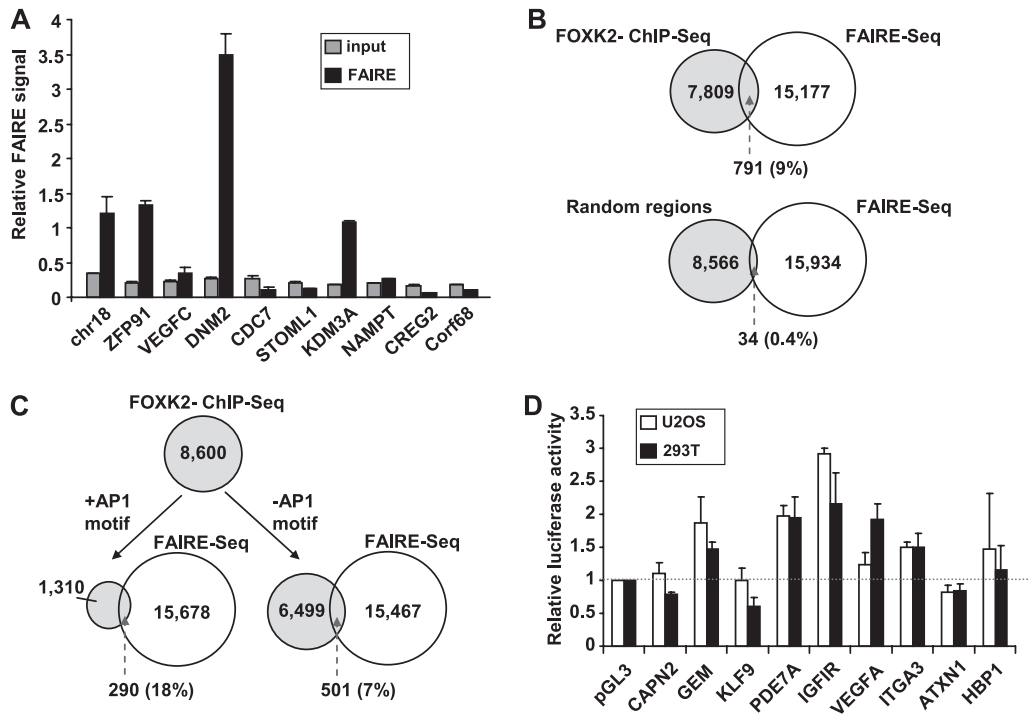 A
Relative FAIRE signal
4
3.5
3
2.5
2
1.5
1
0.5
0
input
FAIRE
chr18
ZFP91
VEGFC
DNM2
CDC7
STOML1
KDM3A
NAMPT
CREG2
Corf68
B
FOXK2- ChIP-Seq
FAIRE-Seq
7,809
15,177
791 (9%)
Random regions
FAIRE-Seq
8,566
15,934
34 (0.4%)
C
FOXK2- ChIP-Seq
8,600
+AP1
motif
-AP1
motif
FAIRE-Seq
FAIRE-Seq
1,310
15,678
6,499
15,467
290 (18%)
501 (7%)
D
Relative luciferase activity
3.5
3
2.5
2
1.5
1
0.5
0
U2OS
293T
pGL3
CAPN2
GEM
KLF9
PDE7A
IGFIR
VEGFA
ITGA3
ATXN1
HBP1